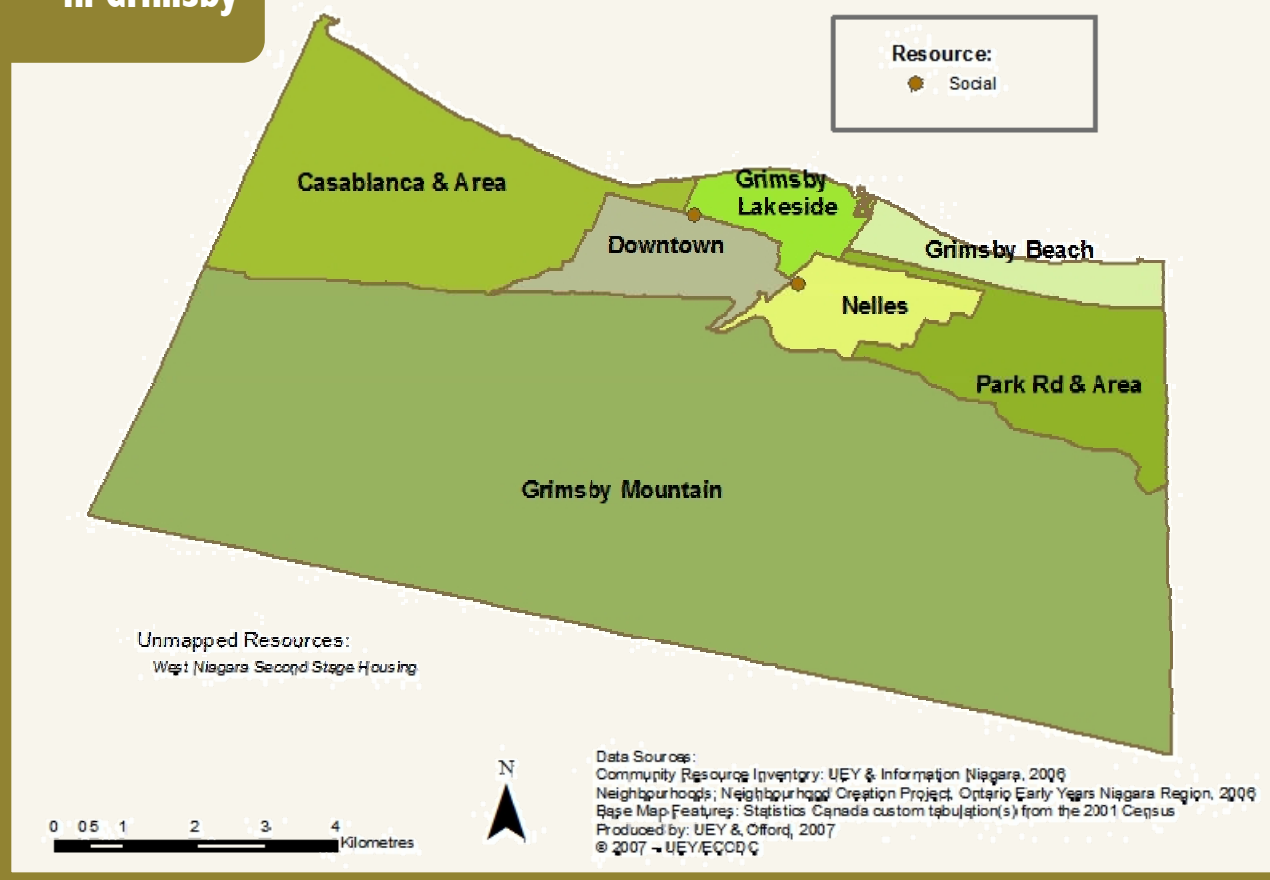 in Grimsby
Resource:
Social
Casablanca & Area
Grimsby
Lakeside
Downtown
Grimsby Beach
Nelles
Park Rd & Area
Grimsby Mountain
Unmapped Resources:
West Niagara Second Stage Housing
N
Data Sources:
Community Resource Inventory: UEY & Information Niagara, 2006
Neighbourhoods; Neighbourhood Creation Project, Ontario Early Years Niagara Region, 2006
Base Map Features: Statistics Canada custom tabulation(s) from the 2001 Census
Produced by: UEY & Offord, 2007
© 2007 – UEY/ECCDC
0 0 5 1 2 3 4
Kilometres